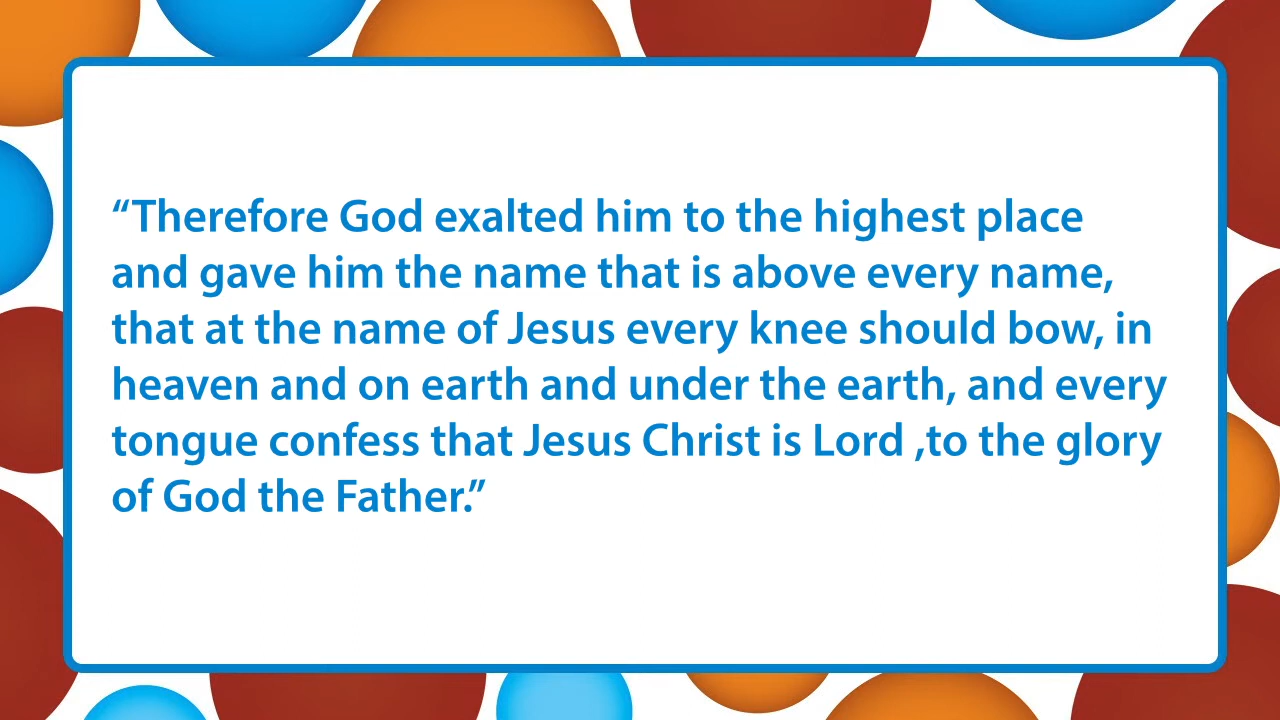 “Therefore God exalted him to the highest place
and gave him the name that is above every name,
that at the name of Jesus every knee should bow, in
heaven and on earth and under the earth, and every
tongue confess that Jesus Christ is Lord ,to the glory
of God the Father.”